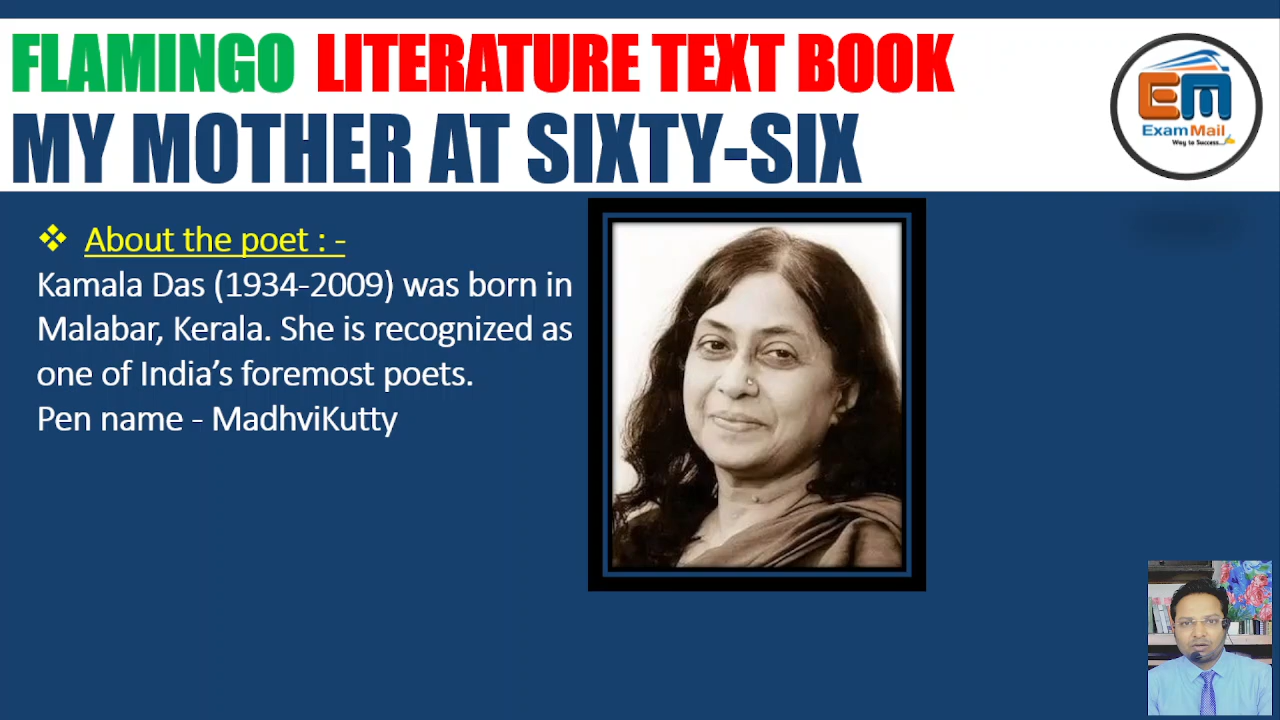 FLAMINGO LITERATURE TEXT BOOK
MY MOTHER AT SIXTY-SIX
EM
ExamMail
Way to Success...
❖ About the poet : -
Kamala Das (1934-2009) was born in
Malabar, Kerala. She is recognized as
one of India’s foremost poets.
Pen name - MadhviKutty